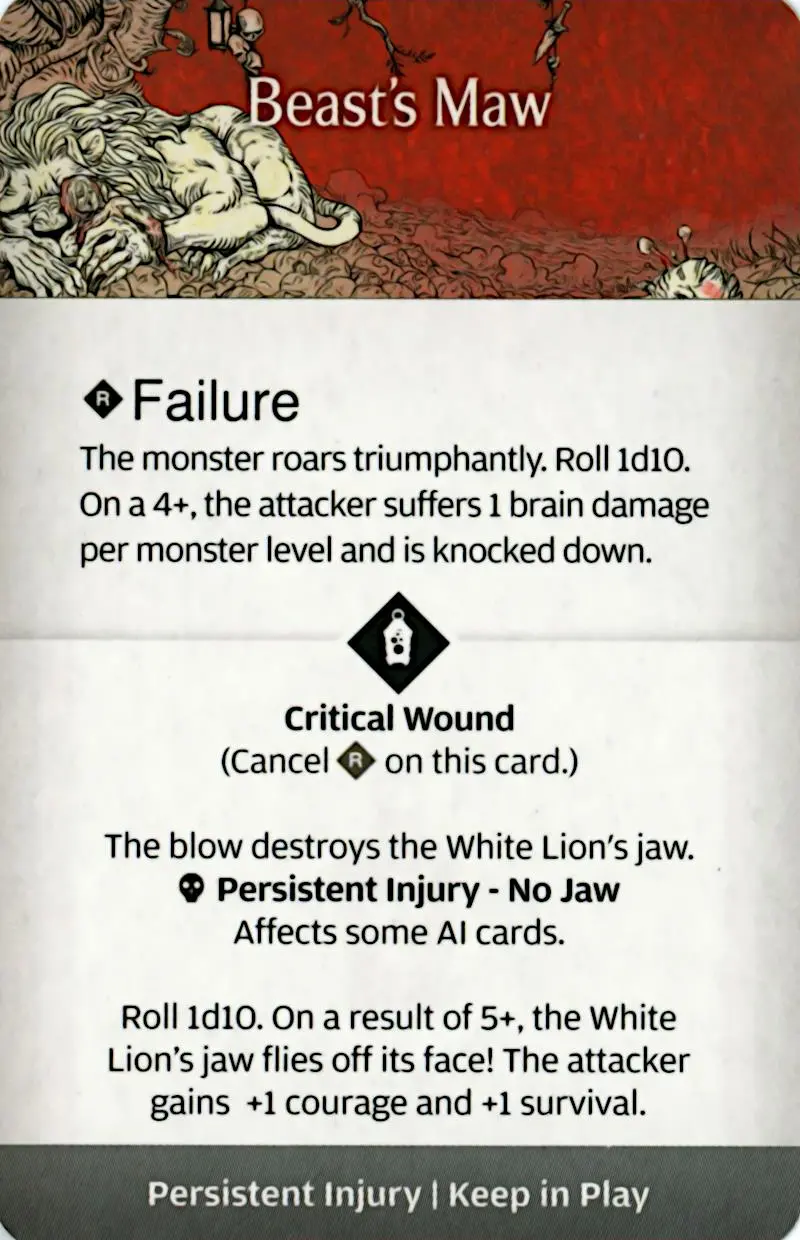 Beast's Maw
R Failure
The monster roars triumphantly. Roll 1d10.
On a 4+, the attacker suffers 1 brain damage
per monster level and is knocked down.
Critical Wound
(Cancel R on this card.)
The blow destroys the White Lion's jaw.
Persistent Injury - No Jaw
Affects some AI cards.
Roll 1d10. On a result of 5+, the White
Lion's jaw flies off its face! The attacker
gains +1 courage and +1 survival.
Persistent Injury | Keep in Play